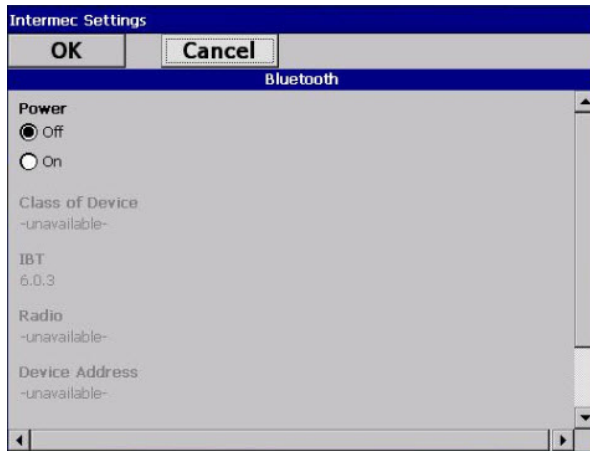 Intermec Settings
OK Cancel
Bluetooth
Power
Off
On
Class of Device
-unavailable-
IBT
6.0.3
Radio
-unavailable-
Device Address
-unavailable-